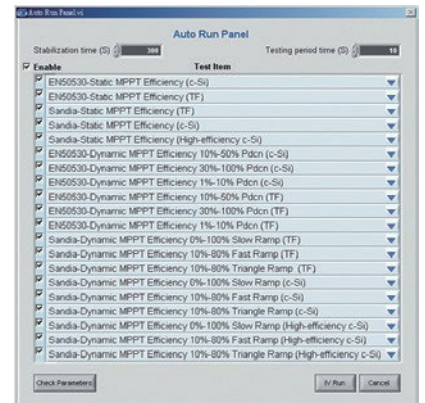 Auto Run Panel.vi
Auto Run Panel
Stabilization time (S) 300 Testing period time (S) 10
Enable Test Item
EN50530-Static MPPT Efficiency (c-Si)
EN50530-Static MPPT Efficiency (TF)
Sandia-Static MPPT Efficiency (TF)
Sandia-Static MPPT Efficiency (c-Si)
Sandia-Static MPPT Efficiency (High-efficiency c-Si)
EN50530-Dynamic MPPT Efficiency 10%-50% Pdcn (c-Si)
EN50530-Dynamic MPPT Efficiency 30%-100% Pdcn (c-Si)
EN50530-Dynamic MPPT Efficiency 1%-10% Pdcn (c-Si)
EN50530-Dynamic MPPT Efficiency 10%-50% Pdcn (TF)
EN50530-Dynamic MPPT Efficiency 30%-100% Pdcn (TF)
EN50530-Dynamic MPPT Efficiency 1%-10% Pdcn (TF)
Sandia-Dynamic MPPT Efficiency 0%-100% Slow Ramp (TF)
Sandia-Dynamic MPPT Efficiency 10%-80% Fast Ramp (TF)
Sandia-Dynamic MPPT Efficiency 10%-80% Triangle Ramp (TF)
Sandia-Dynamic MPPT Efficiency 0%-100% Slow Ramp (c-Si)
Sandia-Dynamic MPPT Efficiency 10%-80% Fast Ramp (c-Si)
Sandia-Dynamic MPPT Efficiency 10%-80% Triangle Ramp (c-Si)
Sandia-Dynamic MPPT Efficiency 0%-100% Slow Ramp (High-efficiency c-Si)
Sandia-Dynamic MPPT Efficiency 10%-80% Fast Ramp (High-efficiency c-Si)
Sandia-Dynamic MPPT Efficiency 10%-80% Triangle Ramp (High-efficiency c-Si)
Check Parameters IV Run Cancel